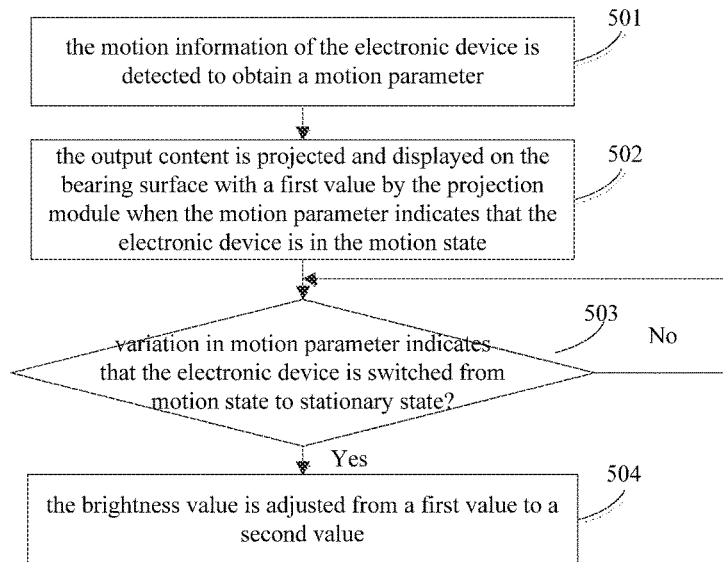 501
the motion information of the electronic device is
detected to obtain a motion parameter
502
the output content is projected and displayed on the
bearing surface with a first value by the projection
module when the motion parameter indicates that the
electronic device is in the motion state
503
No
variation in motion parameter indicates
that the electronic device is switched from
motion state to stationary state?
Yes
504
the brightness value is adjusted from a first value to a
second value